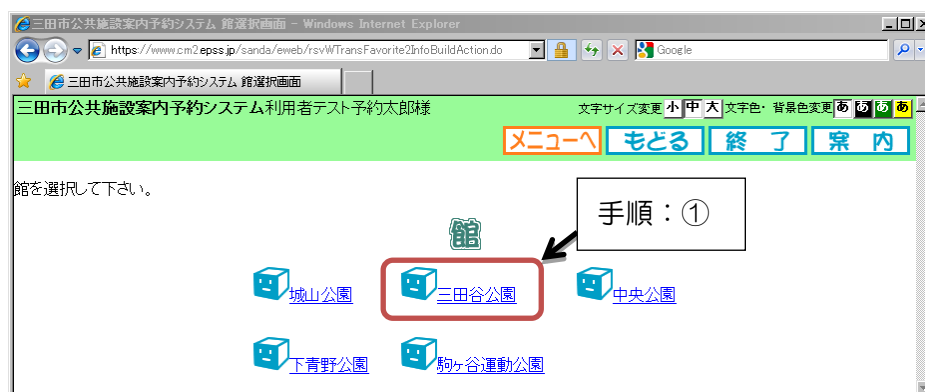 三田市公共施設案内予約システム 館選択画面 - Windows Internet Explorer
https://www.cm2.epss.jp/sanda/eweb/rsvWTransFavorite2InfoBuildAction.do
Google
三田市公共施設案内予約システム 館選択画面
三田市公共施設案内予約システム利用者テスト予約太郎様
文字サイズ変更 小 中 大 文字色・背景色変更 あ あ あ あ
メニューへ もどる 終了 案内
館を選択して下さい。
手順：①
館
城山公園 三田谷公園 中央公園
下青野公園 駒ヶ谷運動公園